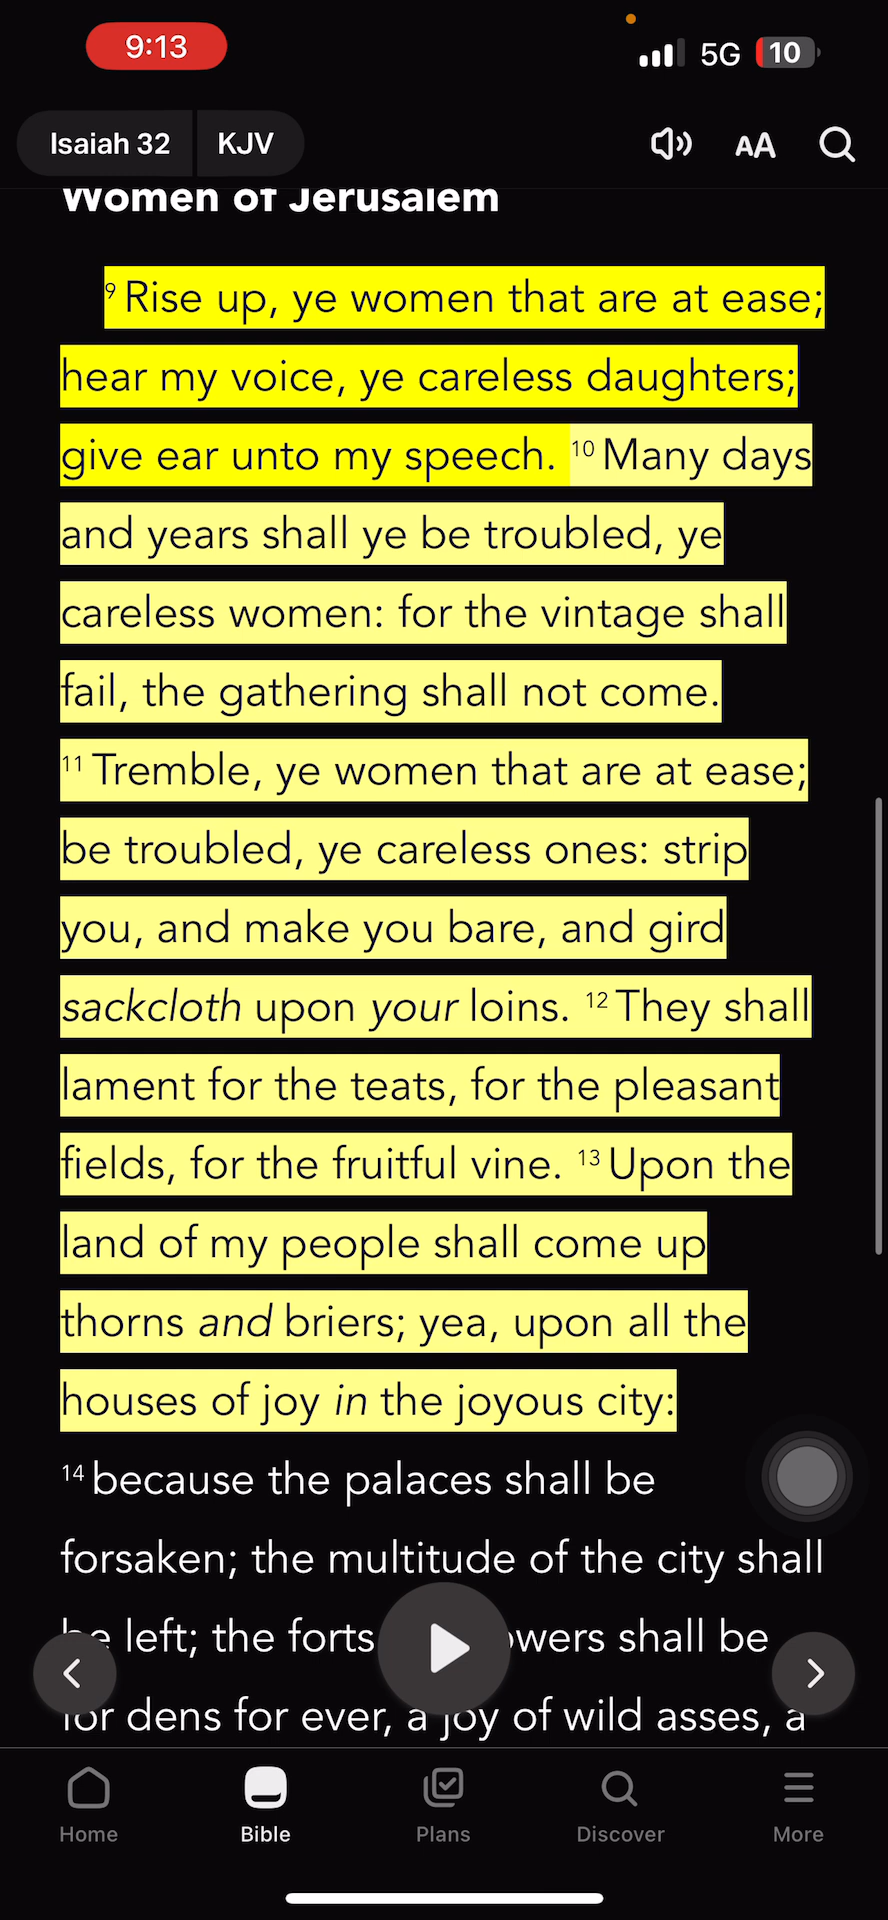 9:13
5G 10
Isaiah 32 KJV AA
Women of Jerusalem
9 Rise up, ye women that are at ease;
hear my voice, ye careless daughters;
give ear unto my speech. 10 Many days
and years shall ye be troubled, ye
careless women: for the vintage shall
fail, the gathering shall not come.
11 Tremble, ye women that are at ease;
be troubled, ye careless ones: strip
you, and make you bare, and gird
sackcloth upon your loins. 12 They shall
lament for the teats, for the pleasant
fields, for the fruitful vine. 13 Upon the
land of my people shall come up
thorns and briers; yea, upon all the
houses of joy in the joyous city:
14 because the palaces shall be
forsaken; the multitude of the city shall
be left; the forts owers shall be
for dens for ever, a joy of wild asses, a
Home Bible Plans Discover More